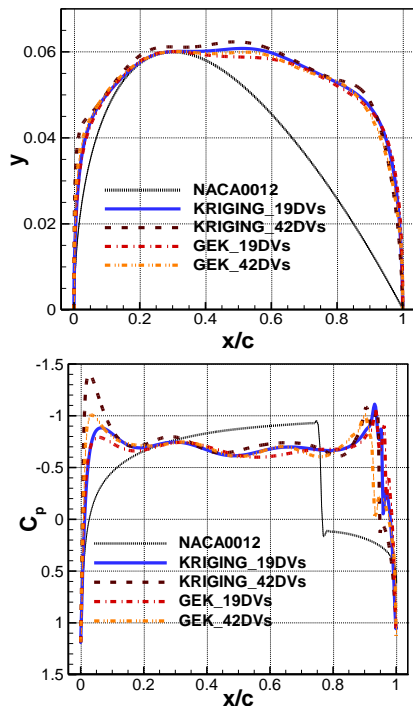 0.06
0.04
0.02
0
y
NACA0012
KRIGING_19DVs
KRIGING_42DVs
GEK_19DVs
GEK_42DVs
0 0.2 0.4 0.6 0.8 1
x/c
-1.5
-1
-0.5
0
0.5
1
1.5
Cp
NACA0012
KRIGING_19DVs
KRIGING_42DVs
GEK_19DVs
GEK_42DVs
0 0.2 0.4 0.6 0.8 1
x/c